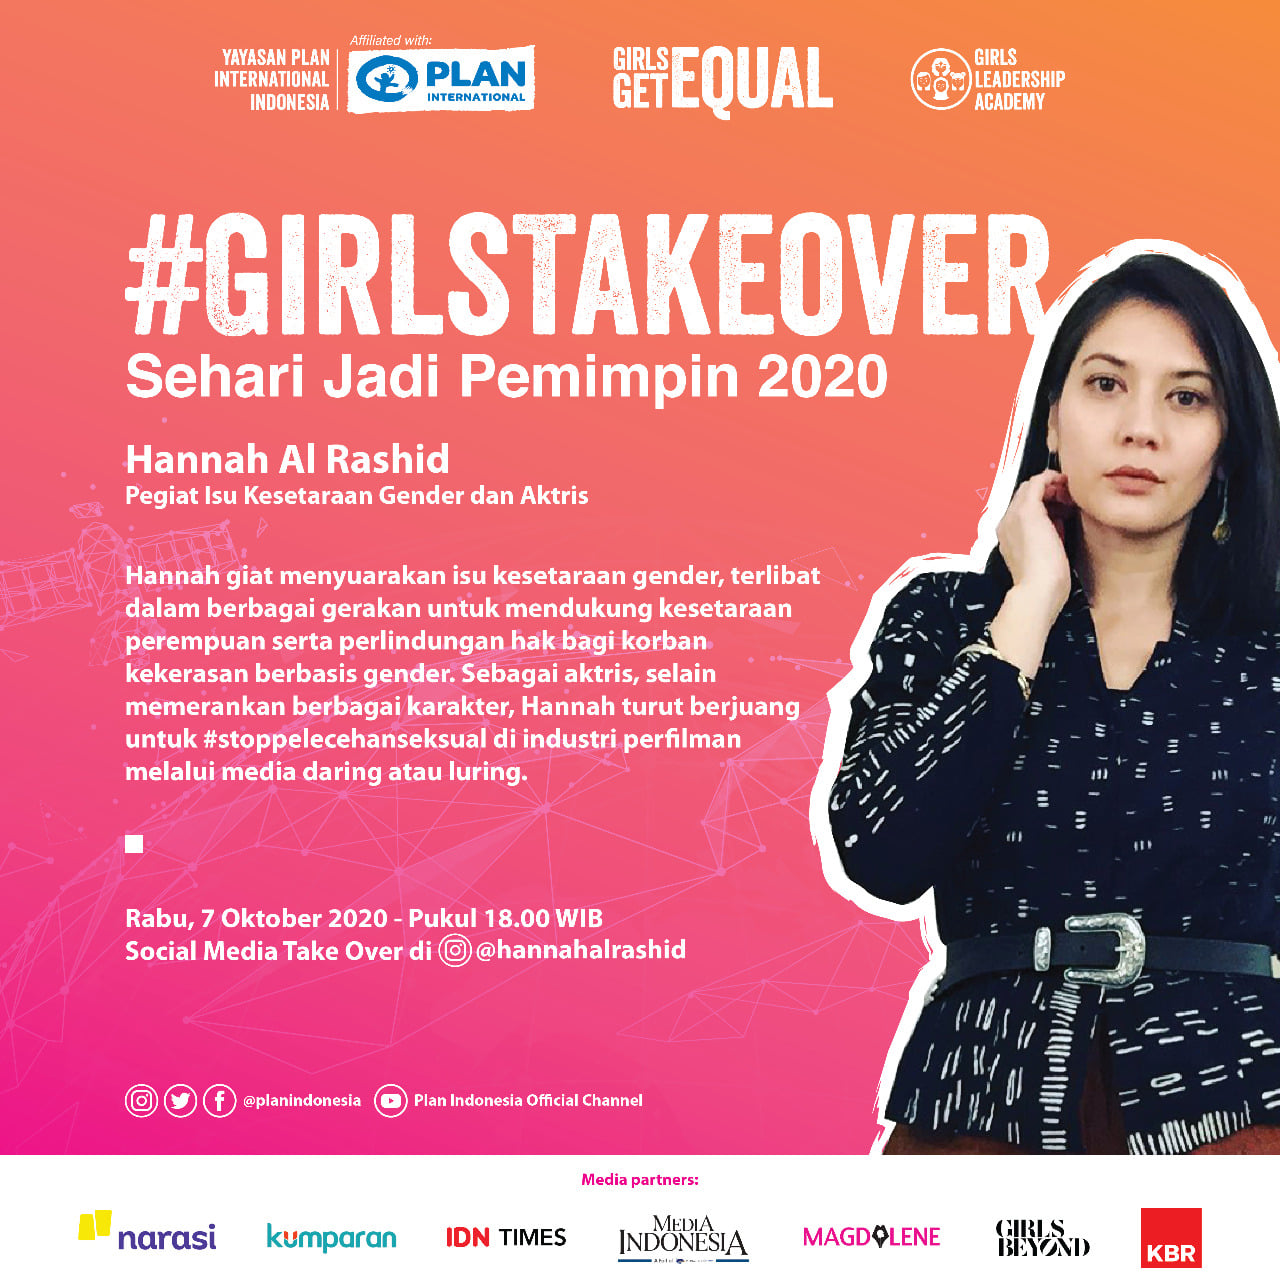 YAYASAN PLAN
INTERNATIONAL
INDONESIA
Affiliated with:
PLAN
INTERNATIONAL
GIRLS
GET EQUAL
GIRLS
LEADERSHIP
ACADEMY
#GIRLSTAKEOVER
Sehari Jadi Pemimpin 2020
Hannah Al Rashid
Pegiat Isu Kesetaraan Gender dan Aktris
Hannah giat menyuarakan isu kesetaraan gender, terlibat
dalam berbagai gerakan untuk mendukung kesetaraan
perempuan serta perlindungan hak bagi korban
kekerasan berbasis gender. Sebagai aktris, selain
memerankan berbagai karakter, Hannah turut berjuang
untuk #stoppelecehanseksual di industri perfilman
melalui media daring atau luring.
Rabu, 7 Oktober 2020 - Pukul 18.00 WIB
Social Media Take Over di @hannahalrashid
@planindonesia Plan Indonesia Official Channel
Media partners:
narasi
kumparan
IDN TIMES
MEDIA
INDONESIA
MAGDALENE
GIRLS
BEYOND
KBR